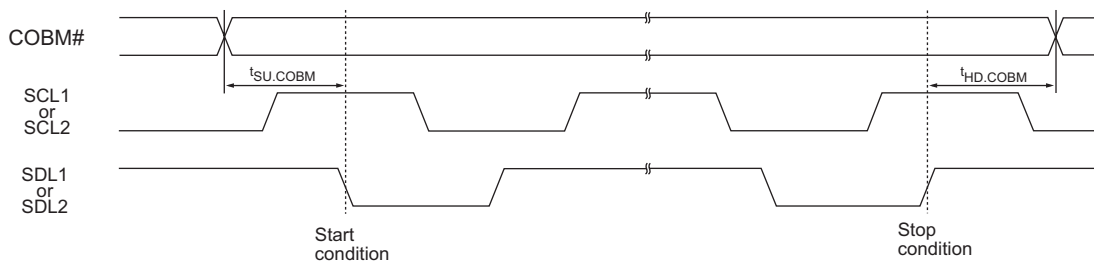 COBM#
tSU.COBM
tHD.COBM
SCL1
or
SCL2
SDL1
or
SDL2
Start
condition
Stop
condition